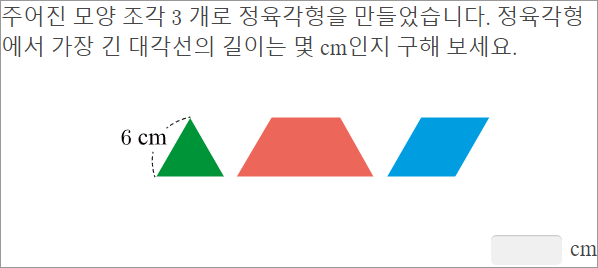 주어진 모양 조각 3 개로 정육각형을 만들었습니다. 정육각형
에서 가장 긴 대각선의 길이는 몇 cm인지 구해 보세요.
6 cm
cm